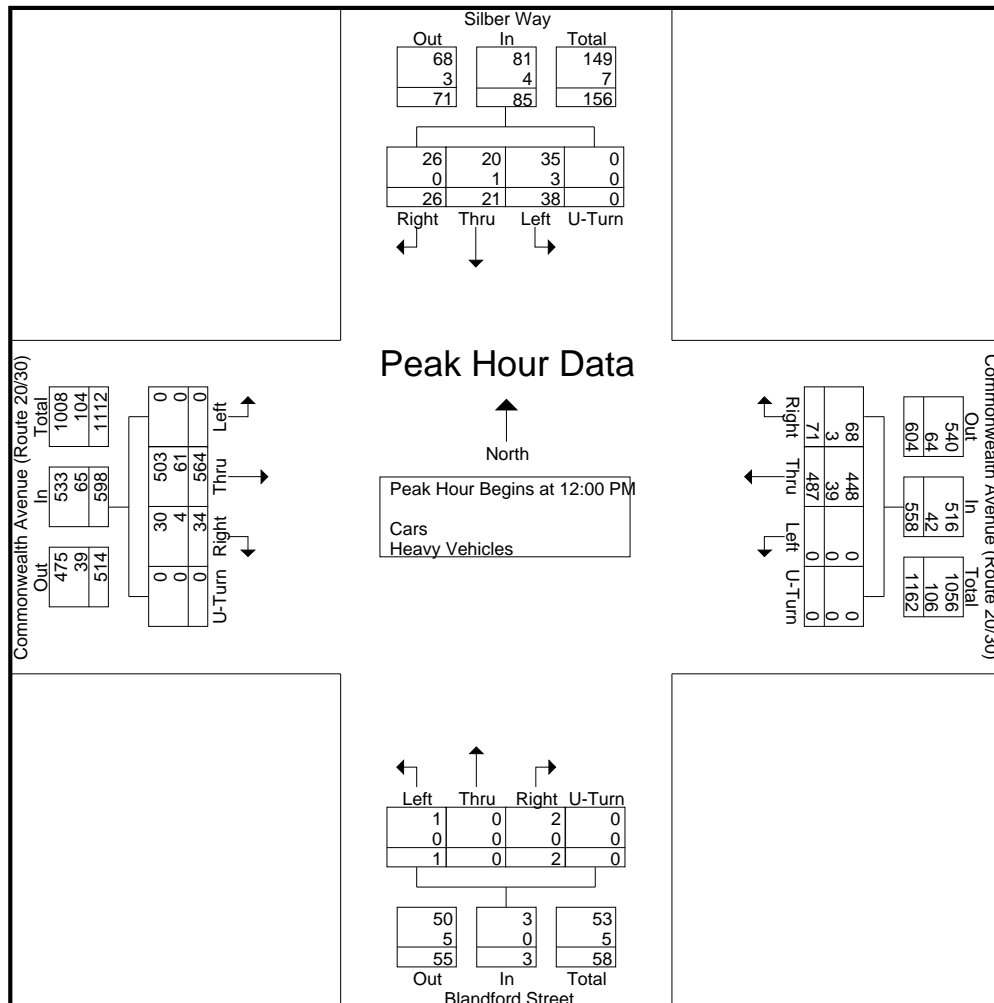 Silber Way
Out In Total
68 81 149
3 4 7
71 85 156
26 20 35 0
0 1 3 0
26 21 38 0
Right Thru Left U-Turn
Peak Hour Data
North
Peak Hour Begins at 12:00 PM
Cars
Heavy Vehicles
Commonwealth Avenue (Route 20/30)
Total In Out
1008 533 475
104 65 39
1112 598 514
0 503 30 0
0 61 4 0
0 564 34 0
Left Thru Right U-Turn
Commonwealth Avenue (Route 20/30)
Out In Total
540 516 1056
64 42 106
604 558 1162
68 448 0 0
3 39 0 0
71 487 0 0
Right Thru Left U-Turn
Left Thru Right U-Turn
1 0 2 0
0 0 0 0
1 0 2 0
50 3 53
5 0 5
55 3 58
Out In Total
Blandford Street